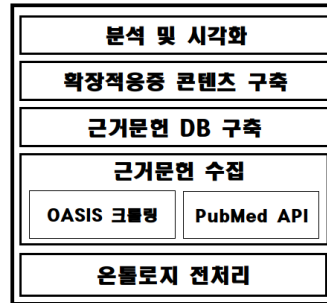 분석 및 시각화
확장적응증 콘텐츠 구축
근거문헌 DB 구축
근거문헌 수집
OASIS 크롤링 PubMed API
온톨로지 전처리